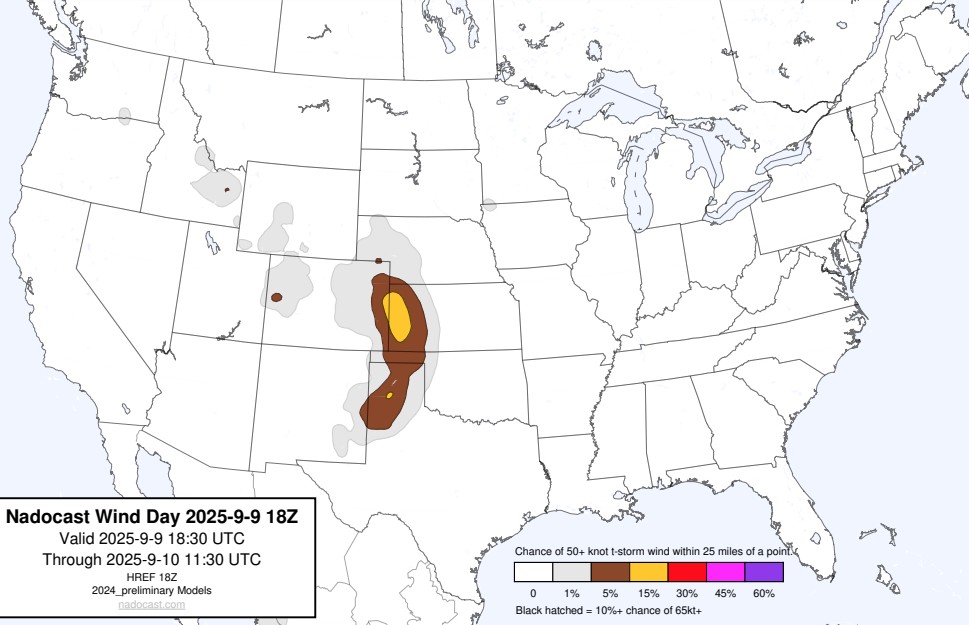 Nadocast Wind Day 2025-9-9 18Z
Valid 2025-9-9 18:30 UTC
Through 2025-9-10 11:30 UTC
HREF 18Z
2024_preliminary Models
nadocast.com
Chance of 50+ knot t-storm wind within 25 miles of a point.
0 1% 5% 15% 30% 45% 60%
Black hatched = 10%+ chance of 65kt+